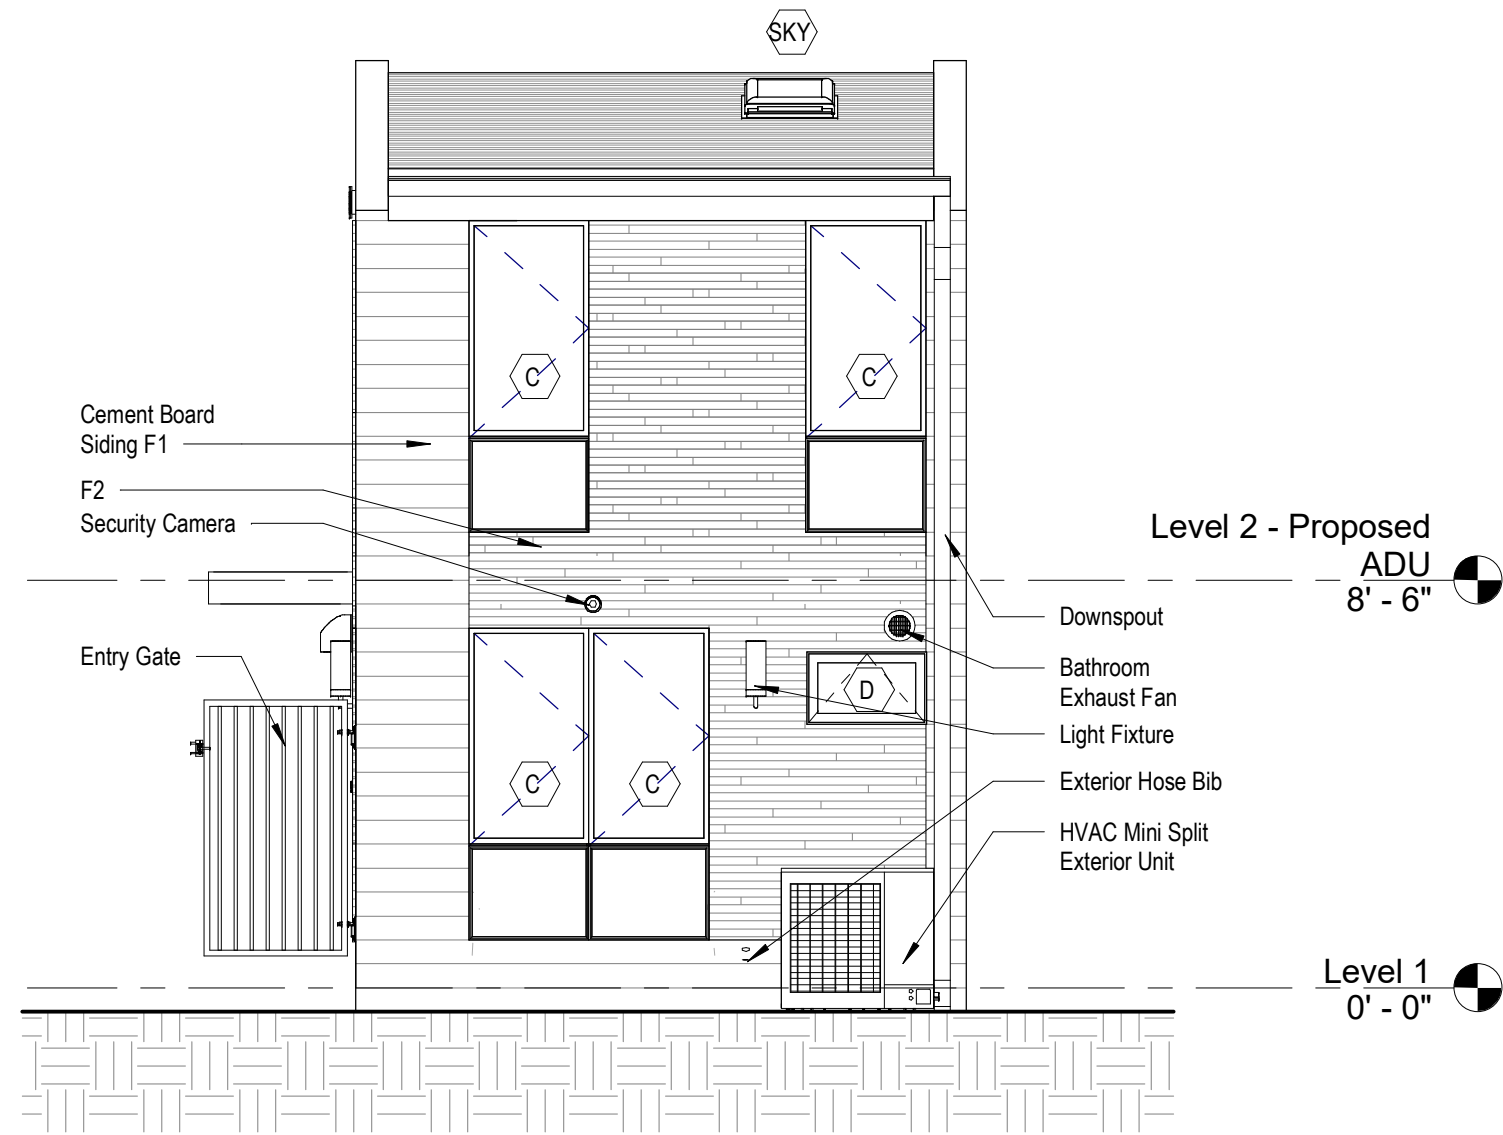 SKY
C
C
Cement Board
Siding F1
F2
Security Camera
Level 2 - Proposed
ADU
8' - 6"
Downspout
Entry Gate
Bathroom
Exhaust Fan
D
Light Fixture
C
C
Exterior Hose Bib
HVAC Mini Split
Exterior Unit
Level 1
0' - 0"